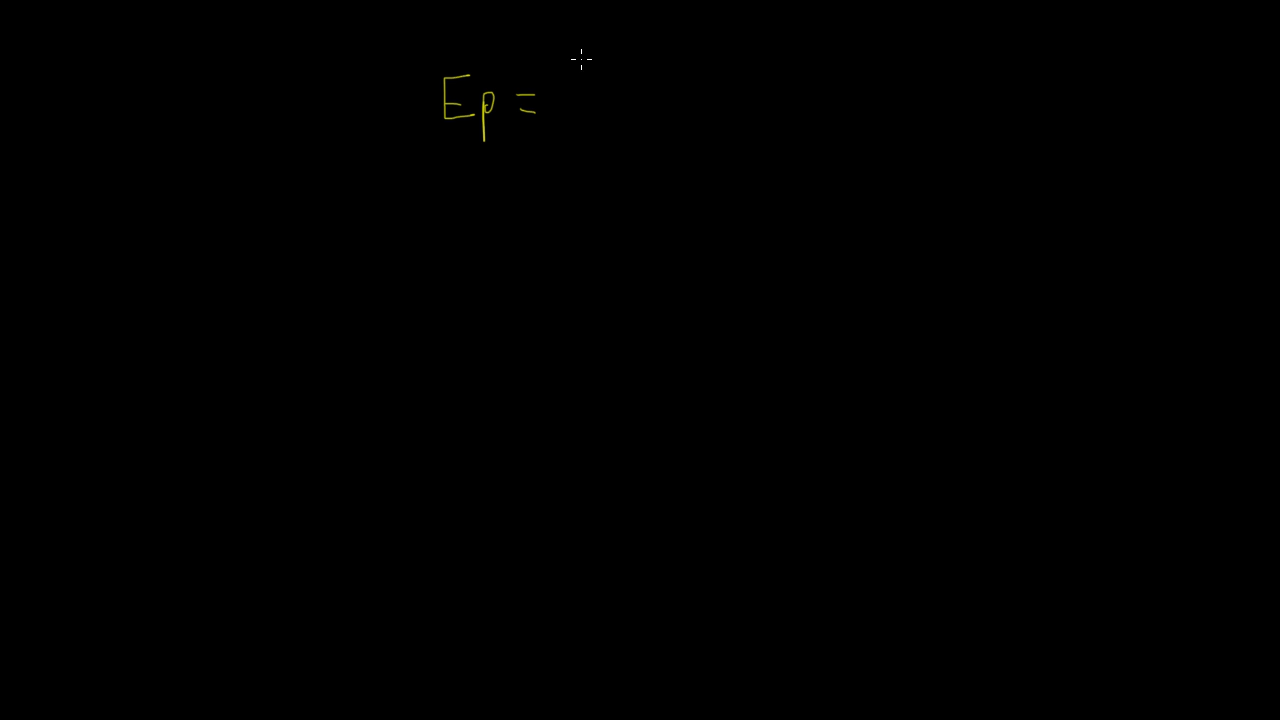 Ep =